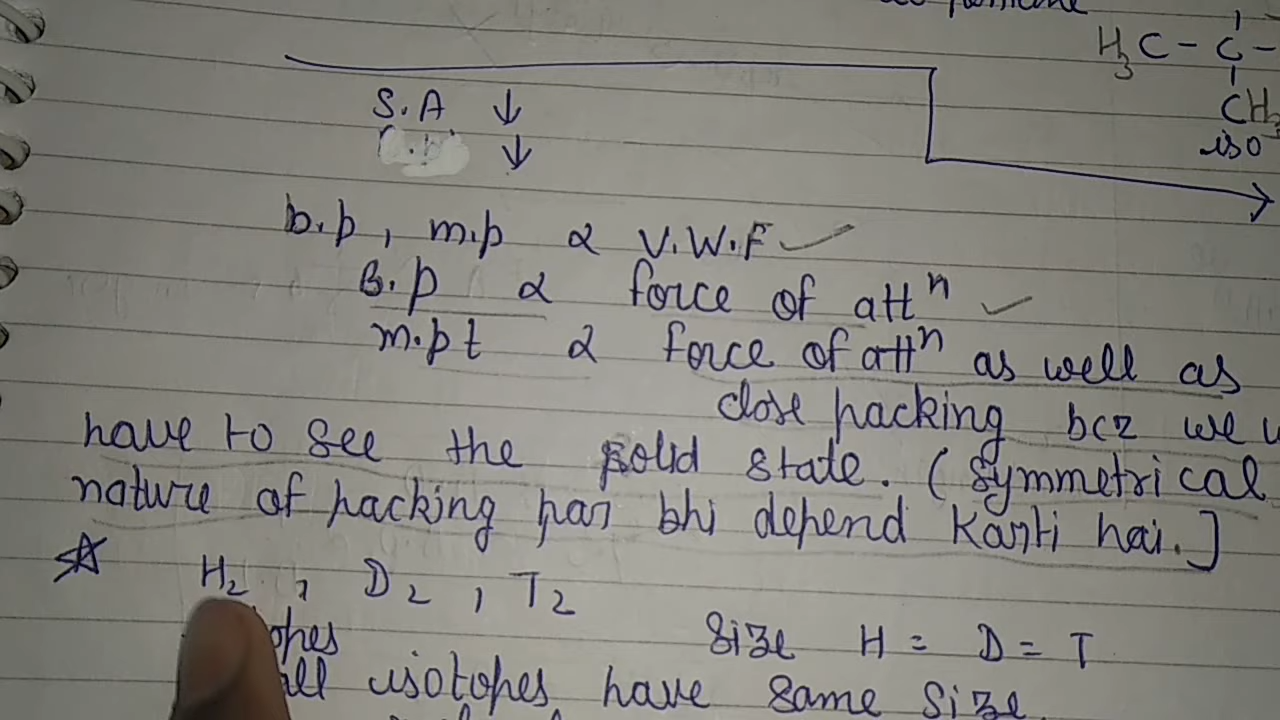 H₃C - C -
CH₃
iso
S.A ↓
↓
b.p, m.p α V.W.F ✓
B.p α force of attⁿ ✓
m.pt α force of attⁿ as well as
close packing bcz we
have to see the solid state. (Symmetrical
nature of packing par bhi depend Karti hai.]
☆ H₂, D₂, T₂
Size H = D = T
all isotopes have same size.